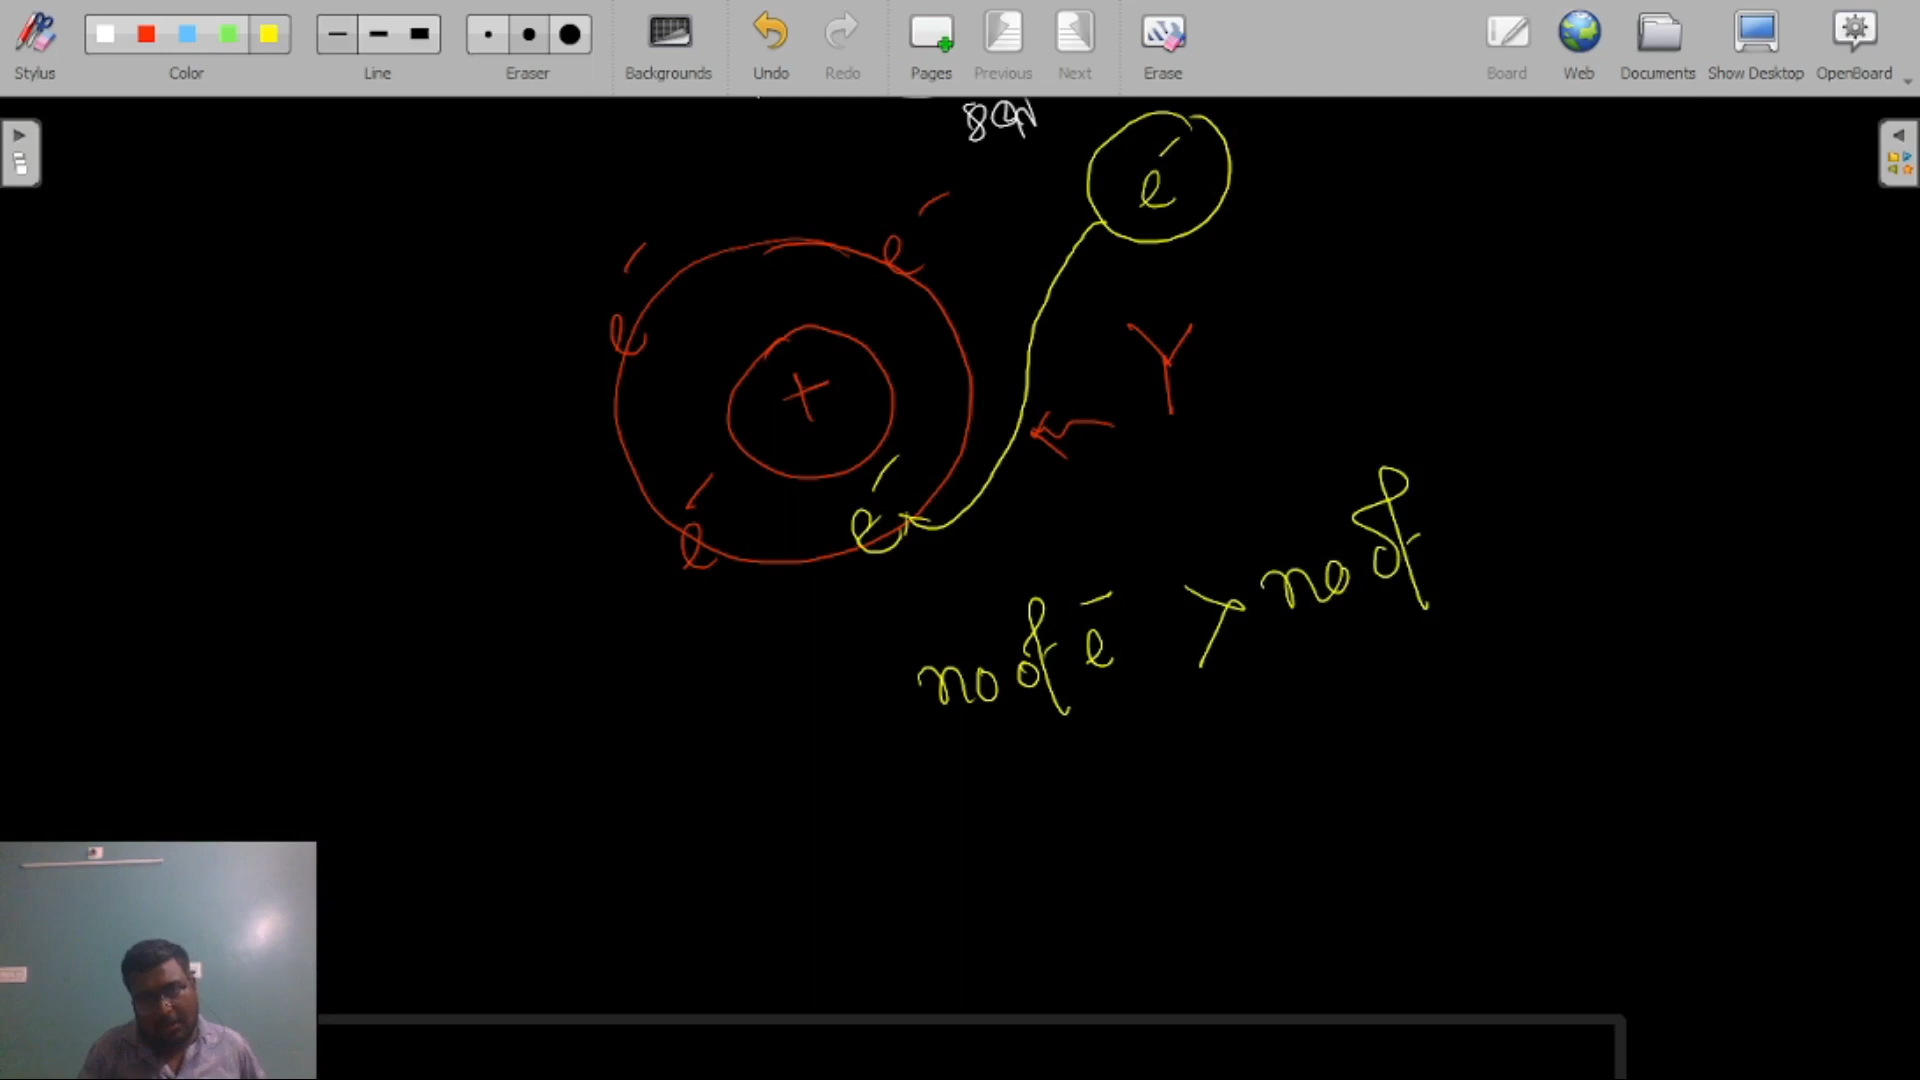 Stylus Color Line Eraser Backgrounds Undo Redo Pages Previous Next Erase Board Web Documents Show Desktop OpenBoard
e⁻
e⁻
e⁻
+
Y
e⁻
e⁻
no of e⁻ > no of